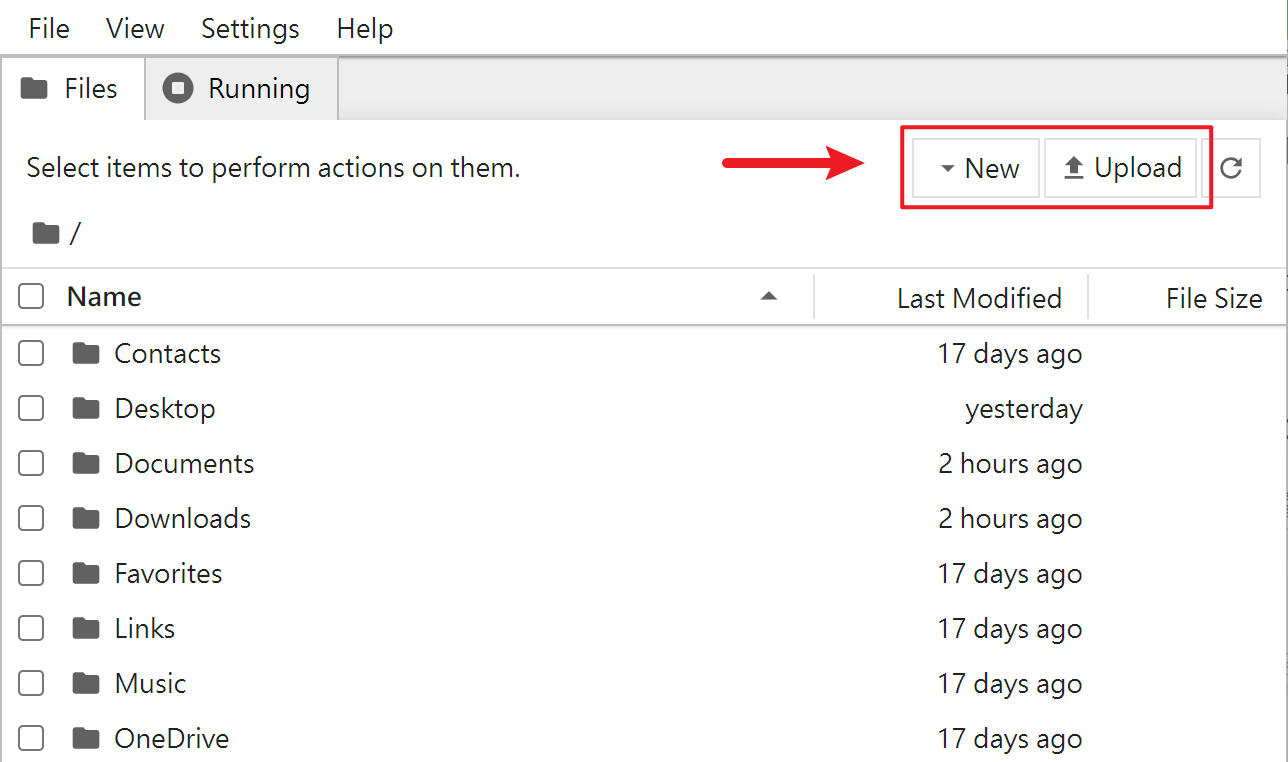 File View Settings Help
Files Running
Select items to perform actions on them. New Upload
/
Name Last Modified File Size
Contacts 17 days ago
Desktop yesterday
Documents 2 hours ago
Downloads 2 hours ago
Favorites 17 days ago
Links 17 days ago
Music 17 days ago
OneDrive 17 days ago